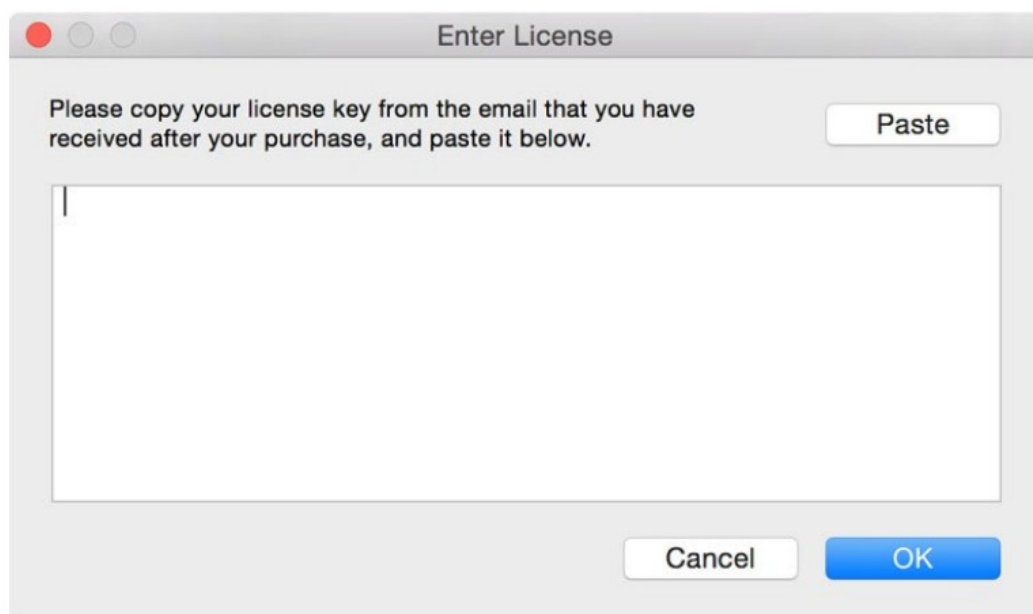 Enter License
Please copy your license key from the email that you have
received after your purchase, and paste it below.
Paste
Cancel
OK